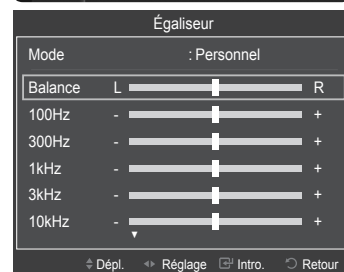 Égaliseur
Mode : Personnel
Balance L R
100Hz - +
300Hz - +
1kHz - +
3kHz - +
10kHz - +
▼
Dépl. Réglage Intro. Retour